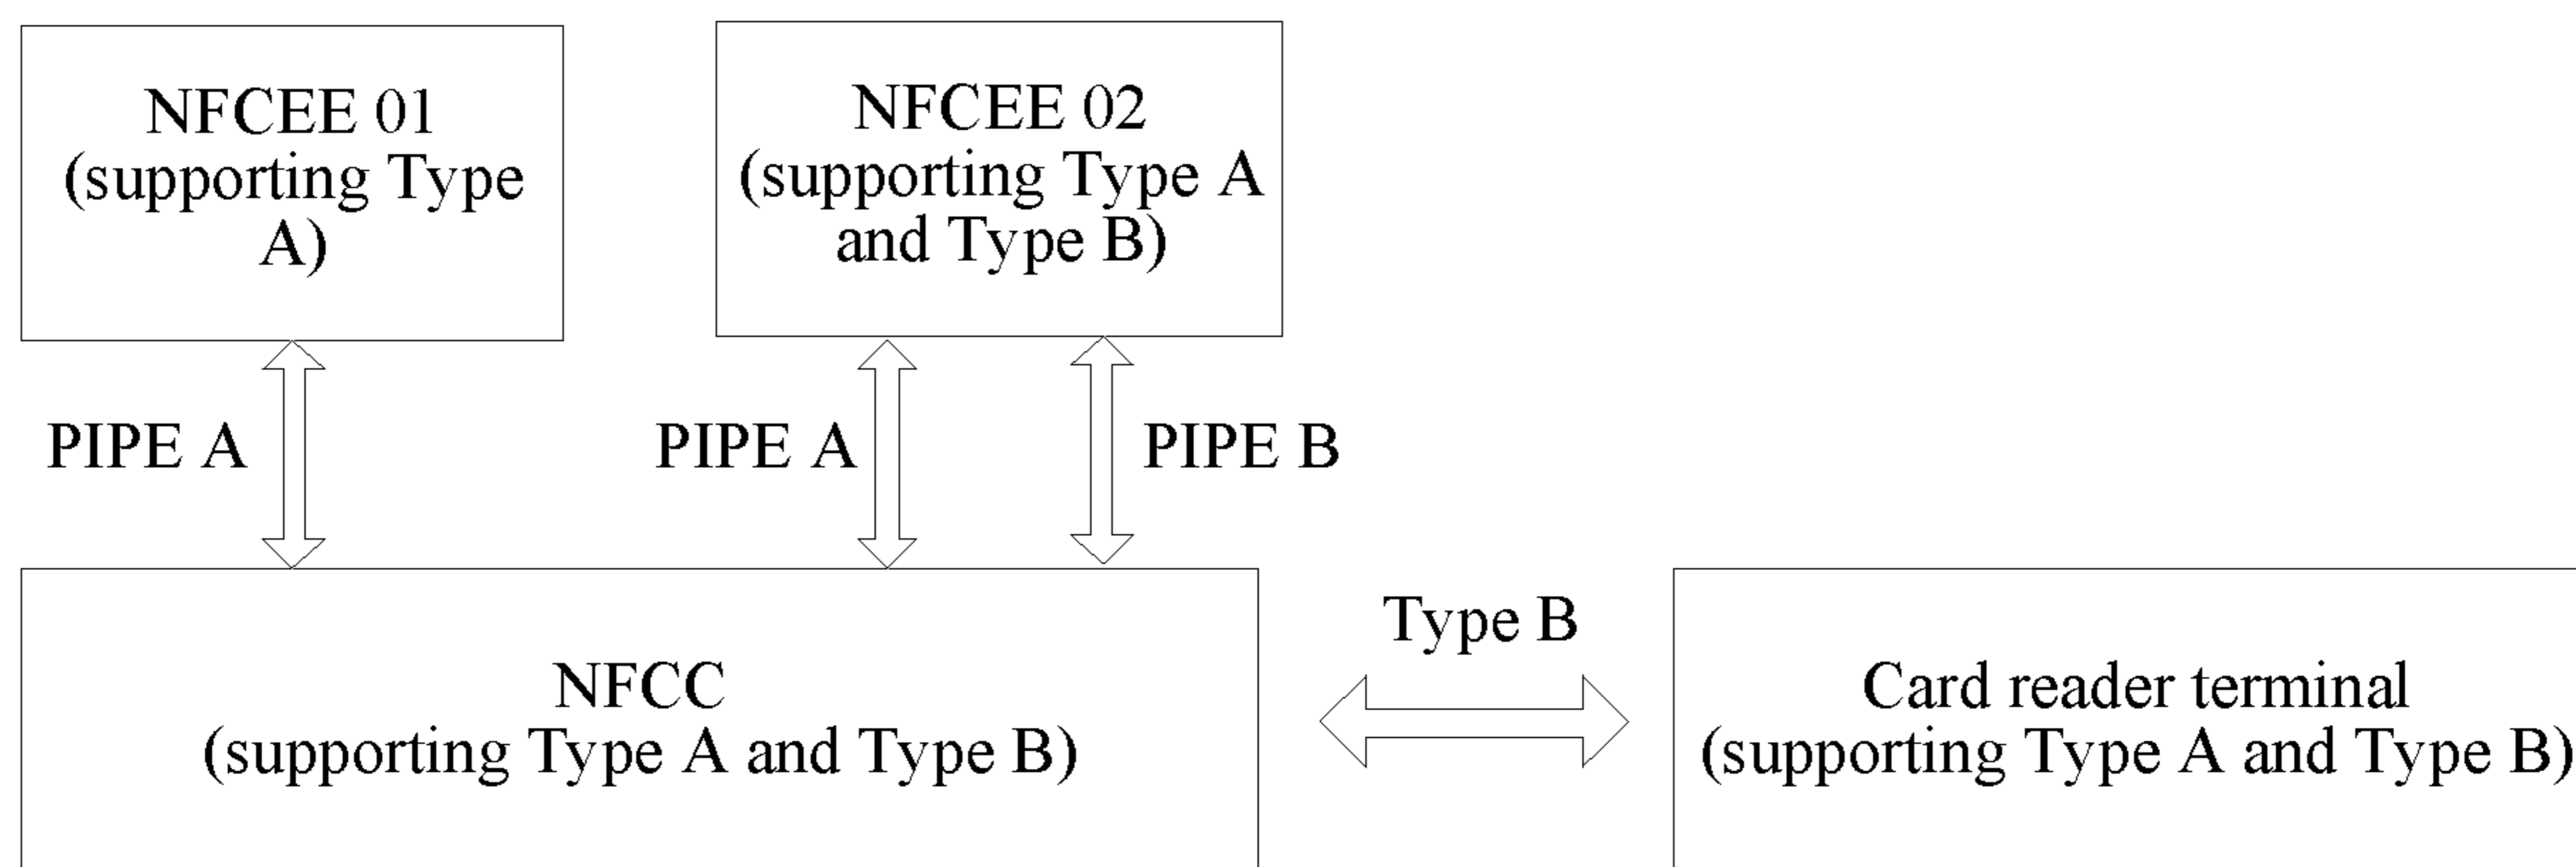 NFCEE 01
(supporting Type
A)
NFCEE 02
(supporting Type A
and Type B)
PIPE A
PIPE A
PIPE B
NFCC
(supporting Type A and Type B)
Type B
Card reader terminal
(supporting Type A and Type B)